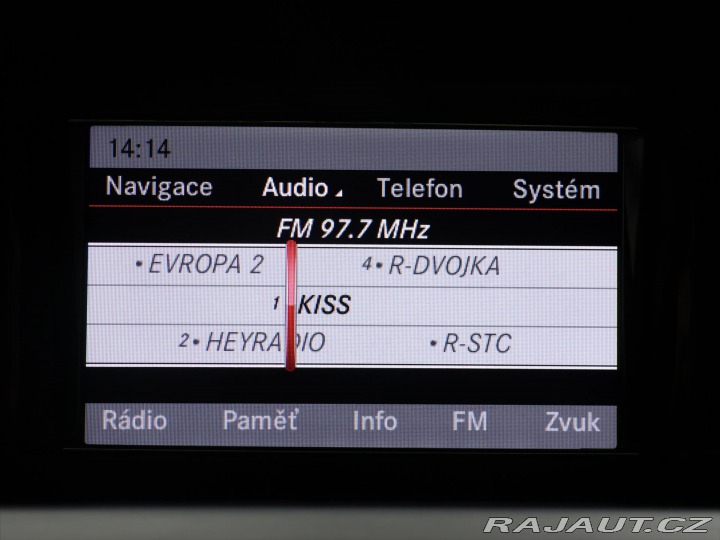 14:14
Navigace Audio Telefon Systém
FM 97.7 MHz
• EVROPA 2 4• R-DVOJKA
1 KISS
2• HEYRADIO • R-STC
Rádio Paměť Info FM Zvuk
RAJAUT.CZ